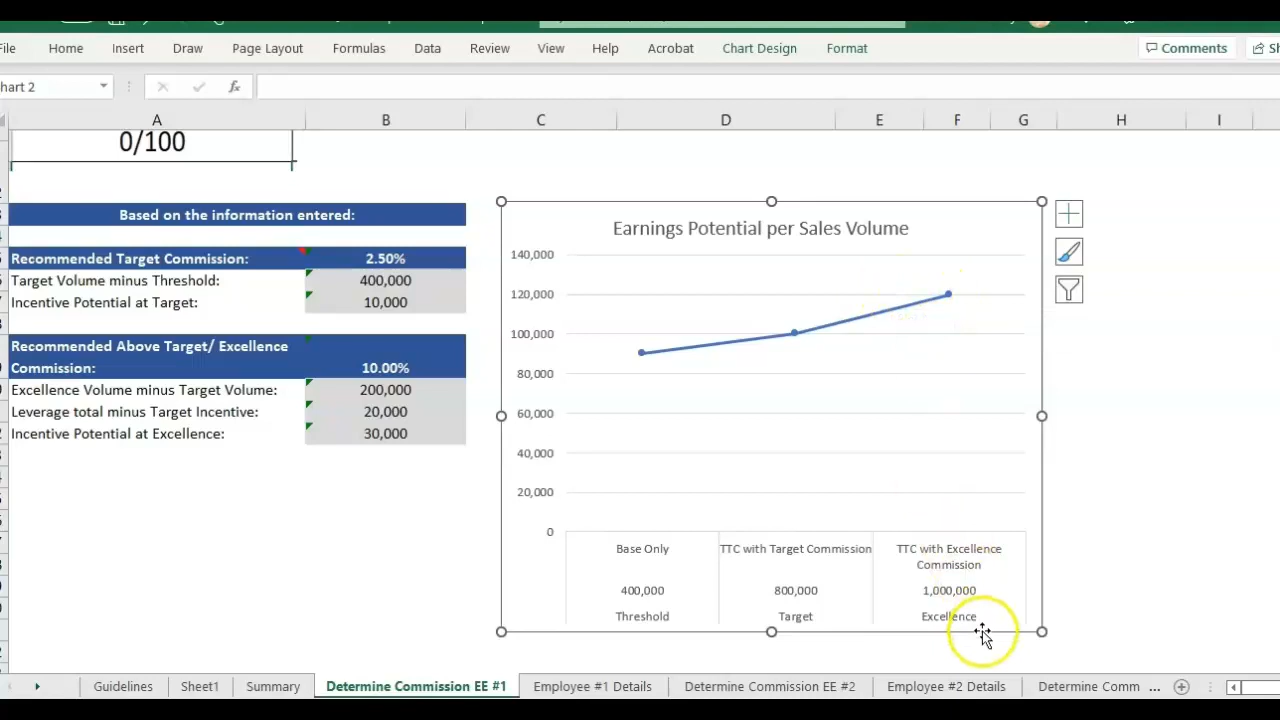 File Home Insert Draw Page Layout Formulas Data Review View Help Acrobat Chart Design Format Comments Sh
hart 2 fx
A B C D E F G H I
0/100
Based on the information entered:
Recommended Target Commission: 2.50%
Target Volume minus Threshold: 400,000
Incentive Potential at Target: 10,000
Recommended Above Target/ Excellence
Commission: 10.00%
Excellence Volume minus Target Volume: 200,000
Leverage total minus Target Incentive: 20,000
Incentive Potential at Excellence: 30,000
Earnings Potential per Sales Volume
140,000
120,000
100,000
80,000
60,000
40,000
20,000
0
Base Only TTC with Target Commission TTC with Excellence
Commission
400,000 800,000 1,000,000
Threshold Target Excellence
Guidelines Sheet1 Summary Determine Commission EE #1 Employee #1 Details Determine Commission EE #2 Employee #2 Details Determine Comm ...